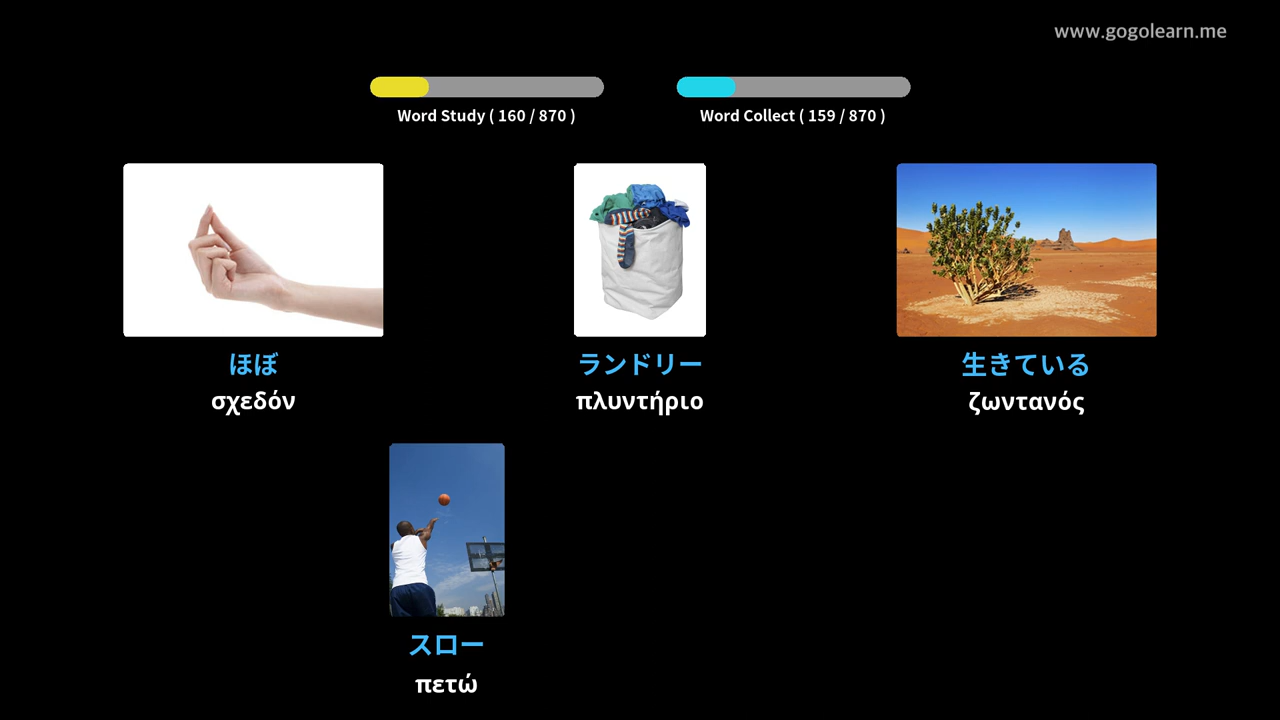 www.gogolearn.me
Word Study ( 160 / 870 )
Word Collect ( 159 / 870 )
ほぼ
σχεδόν
ランドリー
πλυντήριο
生きている
ζωντανός
スロー
πετώ